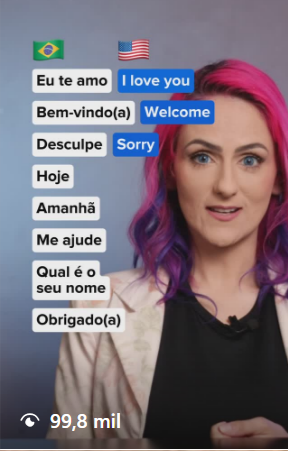 Eu te amo I love you
Bem-vindo(a) Welcome
Desculpe Sorry
Hoje
Amanhã
Me ajude
Qual é o
seu nome
Obrigado(a)
99,8 mil